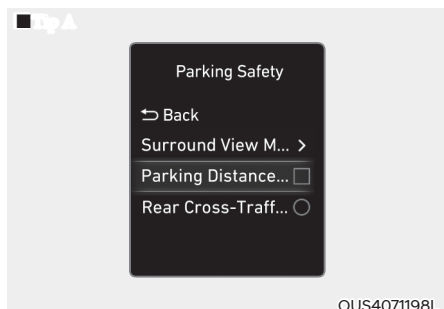 Parking Safety
Back
Surround View M...
Parking Distance...
Rear Cross-Traff...
OUS4071198L